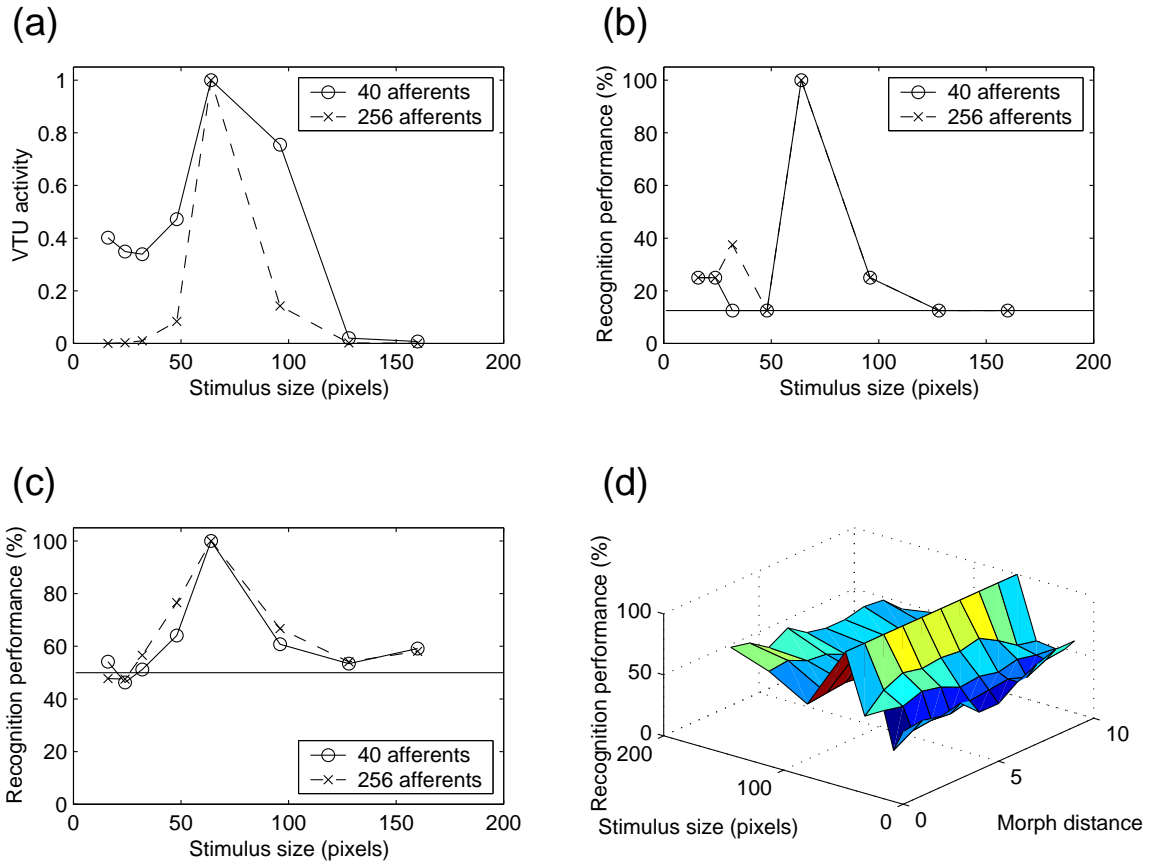 (a)
1
0.8
0.6
0.4
0.2
0
VTU activity
40 afferents
256 afferents
0 50 100 150 200
Stimulus size (pixels)
(b)
100
80
60
40
20
0
Recognition performance (%)
40 afferents
256 afferents
0 50 100 150 200
Stimulus size (pixels)
(c)
100
80
60
40
20
0
Recognition performance (%)
40 afferents
256 afferents
0 50 100 150 200
Stimulus size (pixels)
(d)
100
50
0
Recognition performance (%)
200
100
0
Stimulus size (pixels)
0
5
10
Morph distance